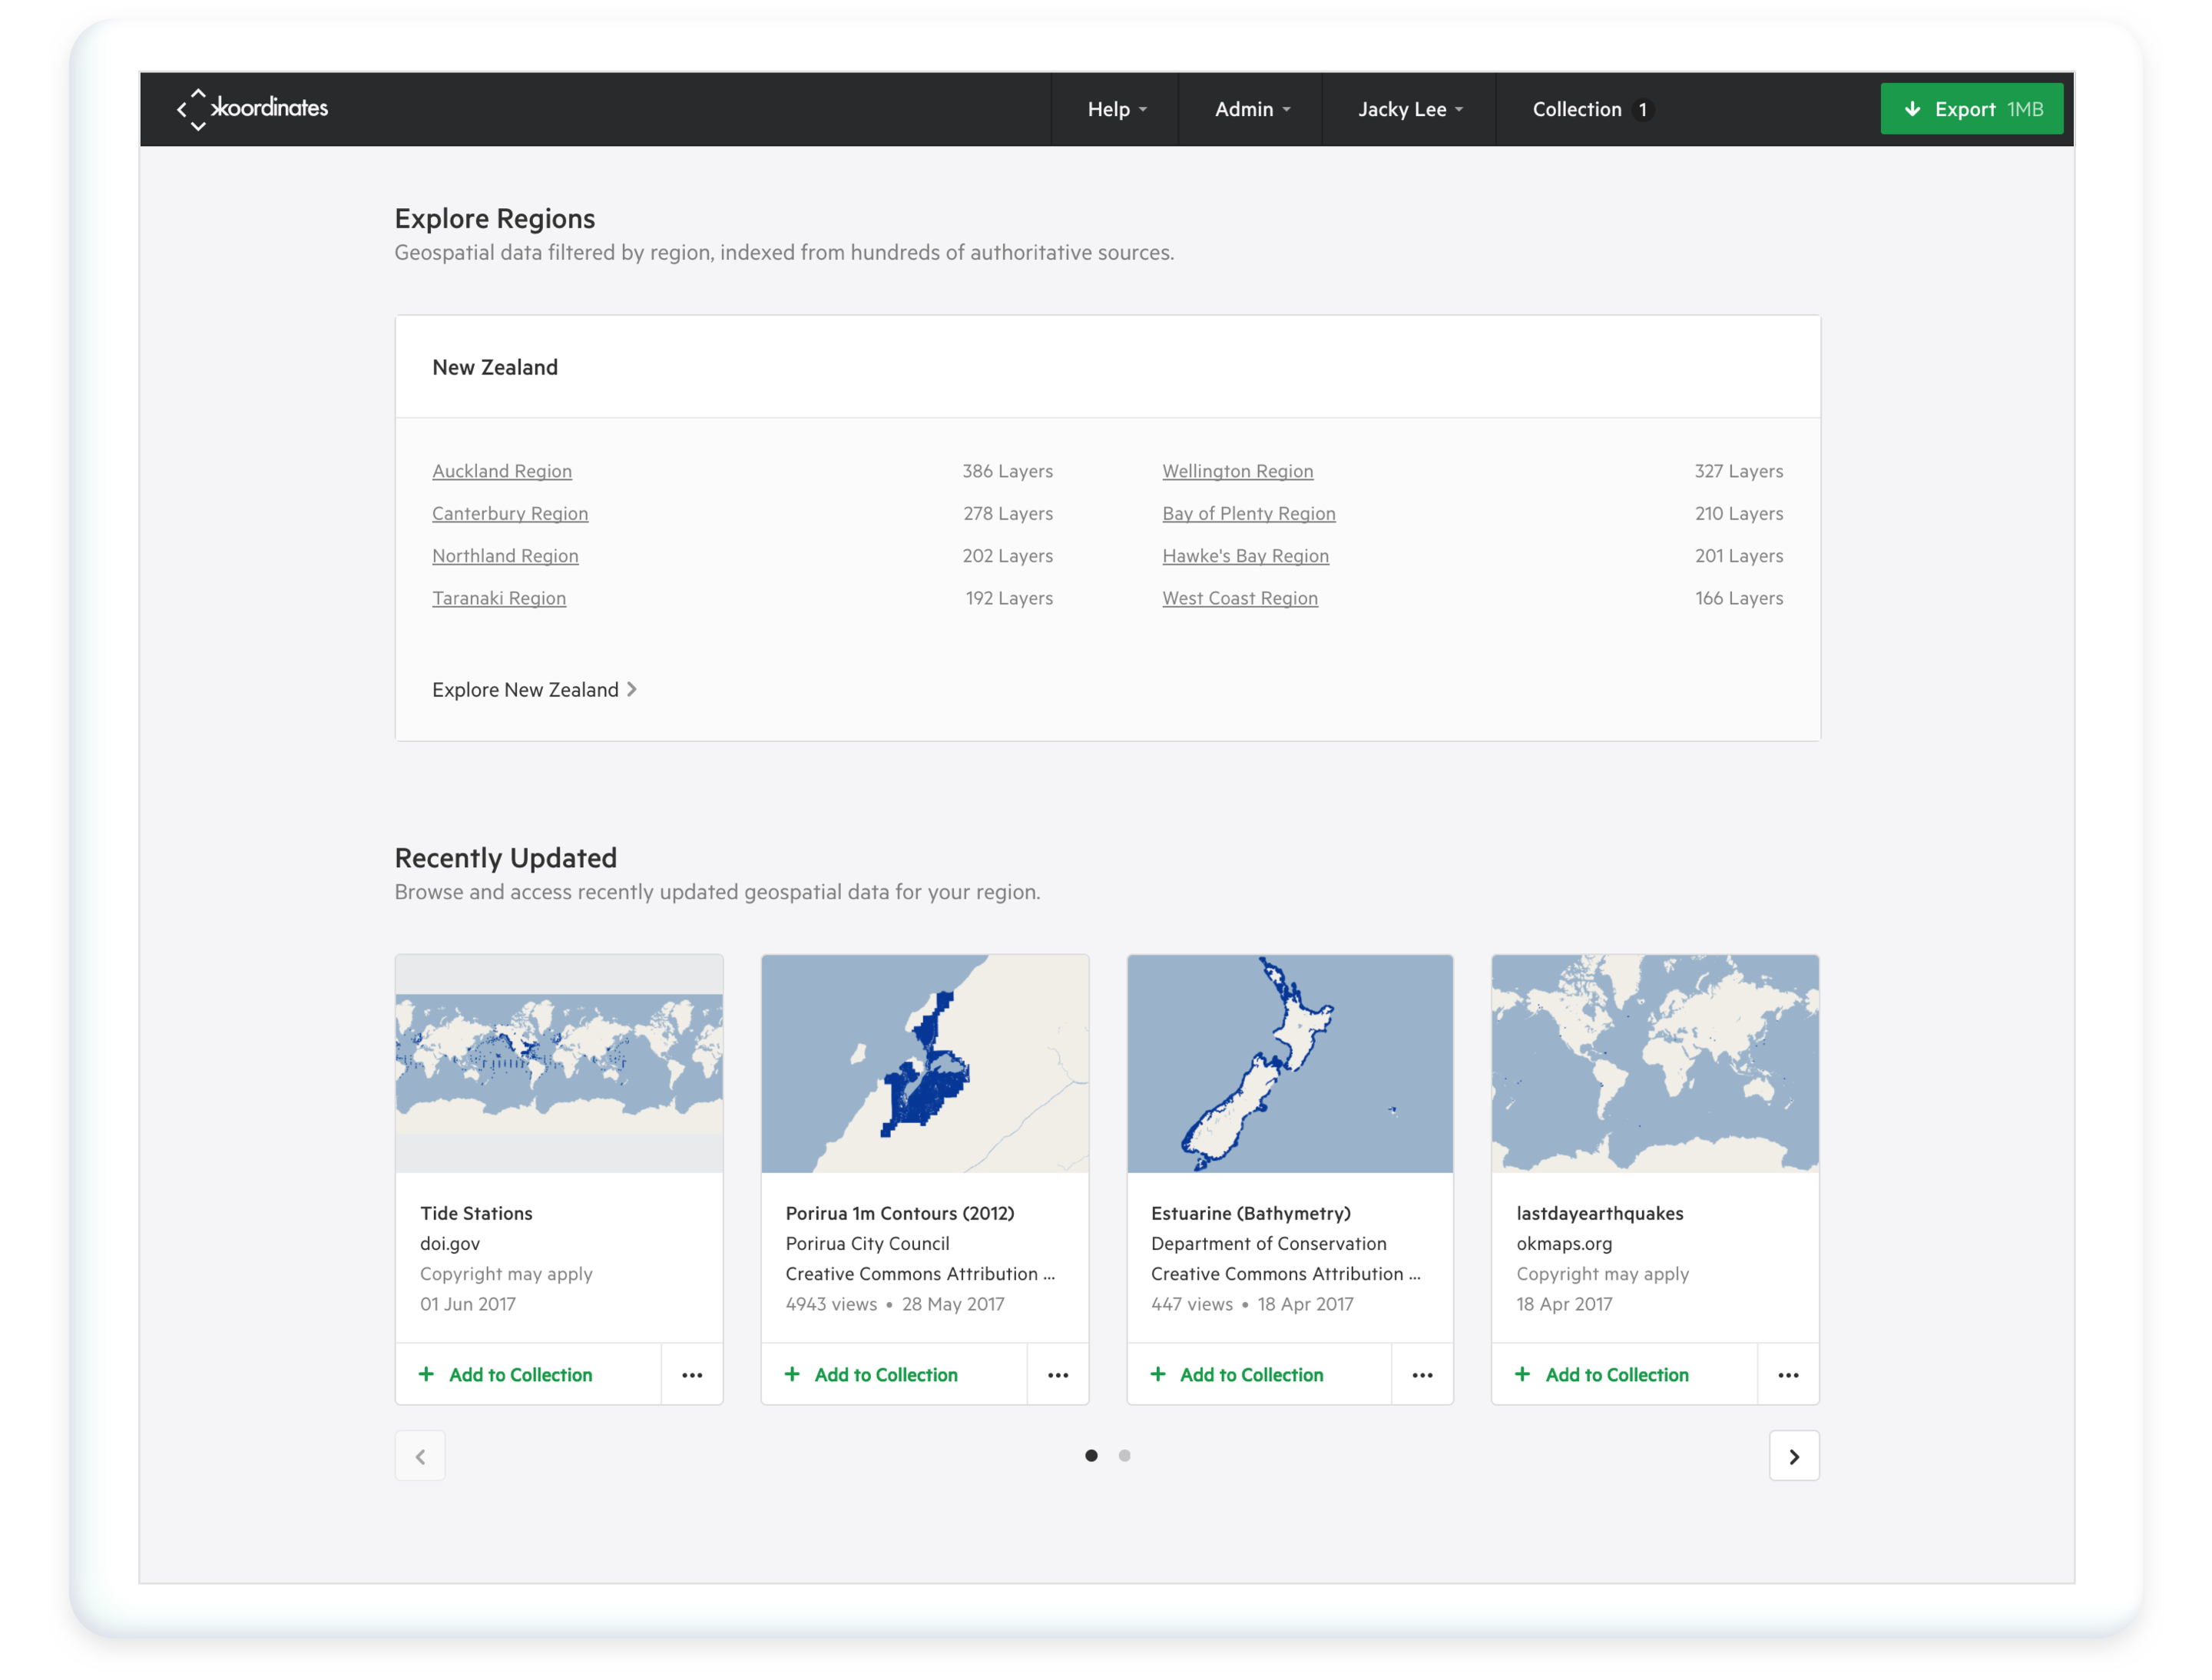 koordinates
Help
Admin
Jacky Lee
Collection 1
Export 1MB
Explore Regions
Geospatial data filtered by region, indexed from hundreds of authoritative sources.
New Zealand
Auckland Region 386 Layers Wellington Region 327 Layers
Canterbury Region 278 Layers Bay of Plenty Region 210 Layers
Northland Region 202 Layers Hawke's Bay Region 201 Layers
Taranaki Region 192 Layers West Coast Region 166 Layers
Explore New Zealand
Recently Updated
Browse and access recently updated geospatial data for your region.
Tide Stations
doi.gov
Copyright may apply
01 Jun 2017
+ Add to Collection ...
Porirua 1m Contours (2012)
Porirua City Council
Creative Commons Attribution ...
4943 views • 28 May 2017
+ Add to Collection ...
Estuarine (Bathymetry)
Department of Conservation
Creative Commons Attribution ...
447 views • 18 Apr 2017
+ Add to Collection ...
lastdayearthquakes
okmaps.org
Copyright may apply
18 Apr 2017
+ Add to Collection ...